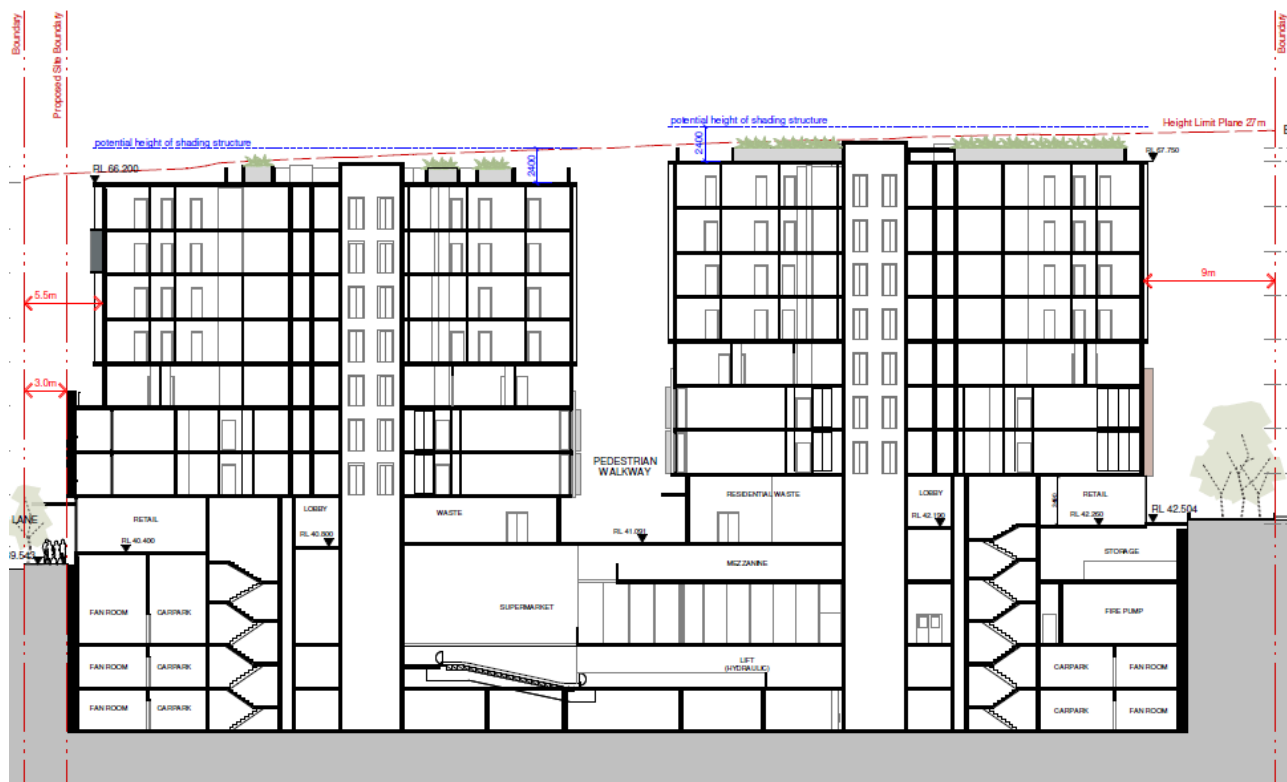 Boundary
Proposed Site Boundary
Boundary
potential height of shading structure
Height Limit Plane 27m
potential height of shading structure
2400
2400
RL 66.200
RL 67.750
5.5m
9m
3.0m
PEDESTRIAN
WALKWAY
RESIDENTIAL WASTE
LOBBY
RETAIL
RL 42.504
RL 42.190
RL 42.260
LANE
RETAIL
LOBBY
WASTE
RL 40.400
RL 40.800
RL 41.091
9.543
MEZZANINE
STORAGE
SUPERMARKET
FAN ROOM
CARPARK
FIRE PUMP
FAN ROOM
CARPARK
LIFT
(HYDRAULIC)
CARPARK
FAN ROOM
FAN ROOM
CARPARK
CARPARK
FAN ROOM